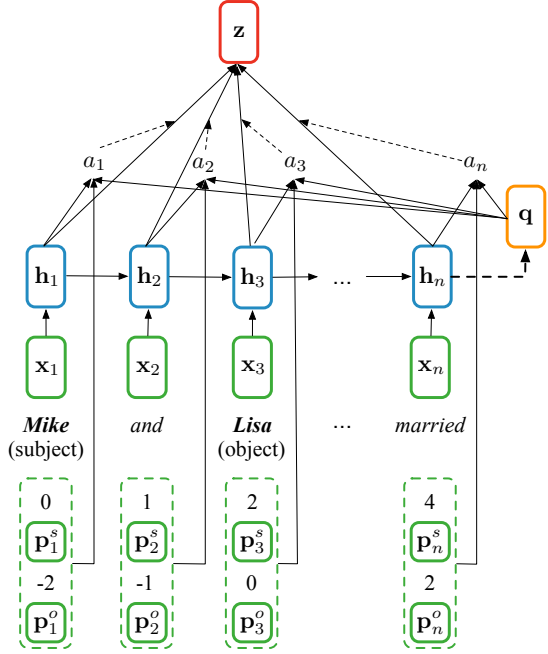 z
a₁ a₂ a₃ aₙ
q
h₁ h₂ h₃ ... hₙ
x₁ x₂ x₃ xₙ
Mike and Lisa ... married
(subject) (object)
0 1 2 4
p₁ˢ p₂ˢ p₃ˢ pₙˢ
-2 -1 0 2
p₁ᵒ p₂ᵒ p₃ᵒ pₙᵒ